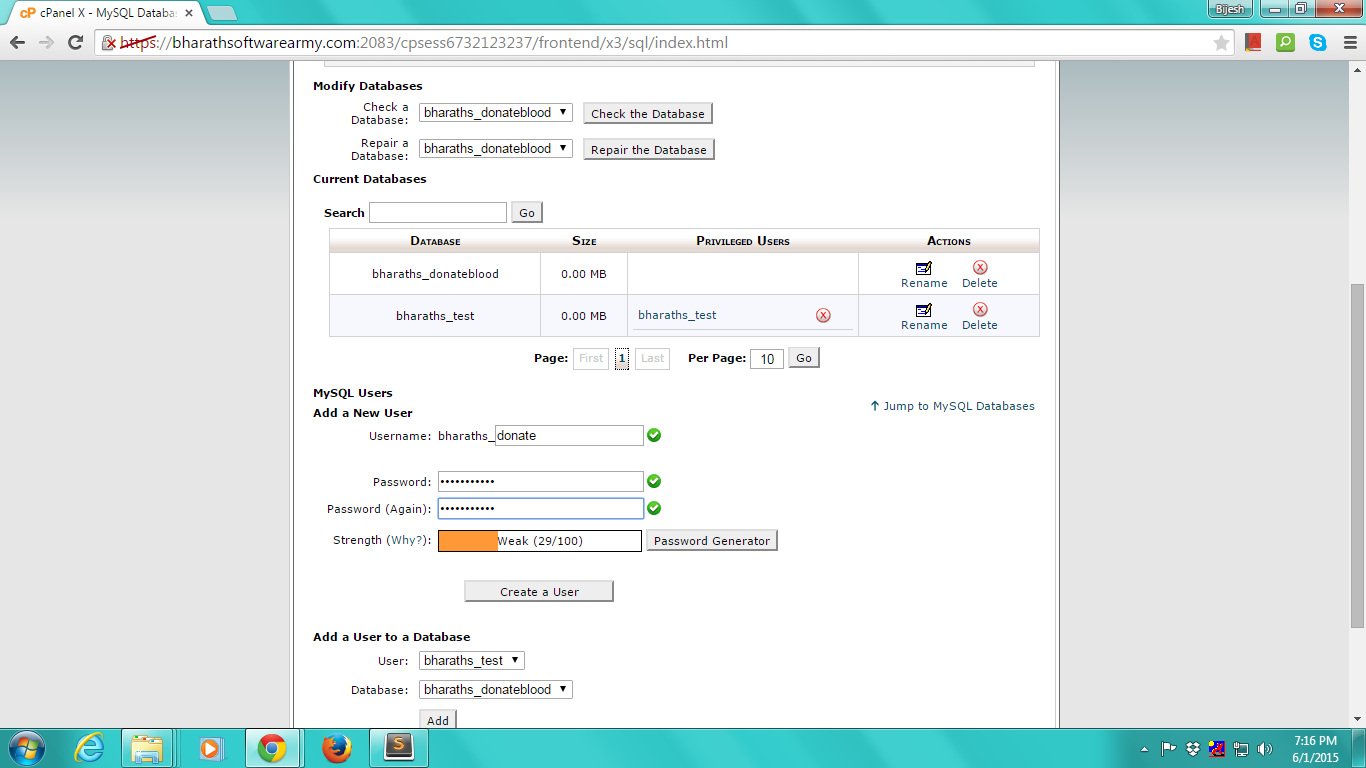 cP cPanel X - MySQL Databas
Bijesh
https://bharathsoftwarearmy.com:2083/cpsess6732123237/frontend/x3/sql/index.html
Modify Databases
Check a Database: bharaths_donateblood Check the Database
Repair a Database: bharaths_donateblood Repair the Database
Current Databases
Search Go
Database Size Privileged Users Actions
bharaths_donateblood 0.00 MB Rename Delete
bharaths_test 0.00 MB bharaths_test Rename Delete
Page: First 1 Last Per Page: 10 Go
MySQL Users
Jump to MySQL Databases
Add a New User
Username: bharaths_donate
Password: •••••••••••
Password (Again): •••••••••••
Strength (Why?): Weak (29/100) Password Generator
Create a User
Add a User to a Database
User: bharaths_test
Database: bharaths_donateblood
Add
7:16 PM
6/1/2015